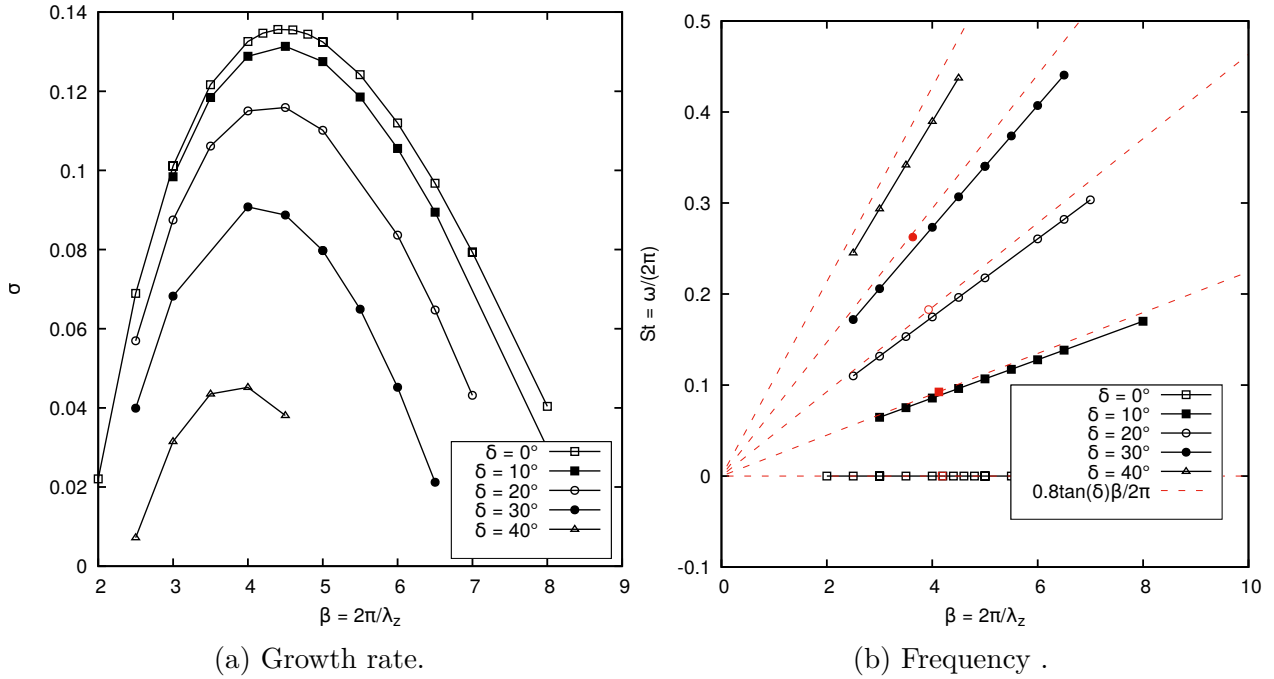 0.14
0.12
0.1
0.08
0.06
0.04
0.02
0
σ
2 3 4 5 6 7 8 9
β = 2π/λz
δ = 0°
δ = 10°
δ = 20°
δ = 30°
δ = 40°
(a) Growth rate.
0.5
0.4
0.3
0.2
0.1
0
-0.1
St = ω/(2π)
0 2 4 6 8 10
β = 2π/λz
δ = 0°
δ = 10°
δ = 20°
δ = 30°
δ = 40°
0.8tan(δ)β/2π
(b) Frequency .